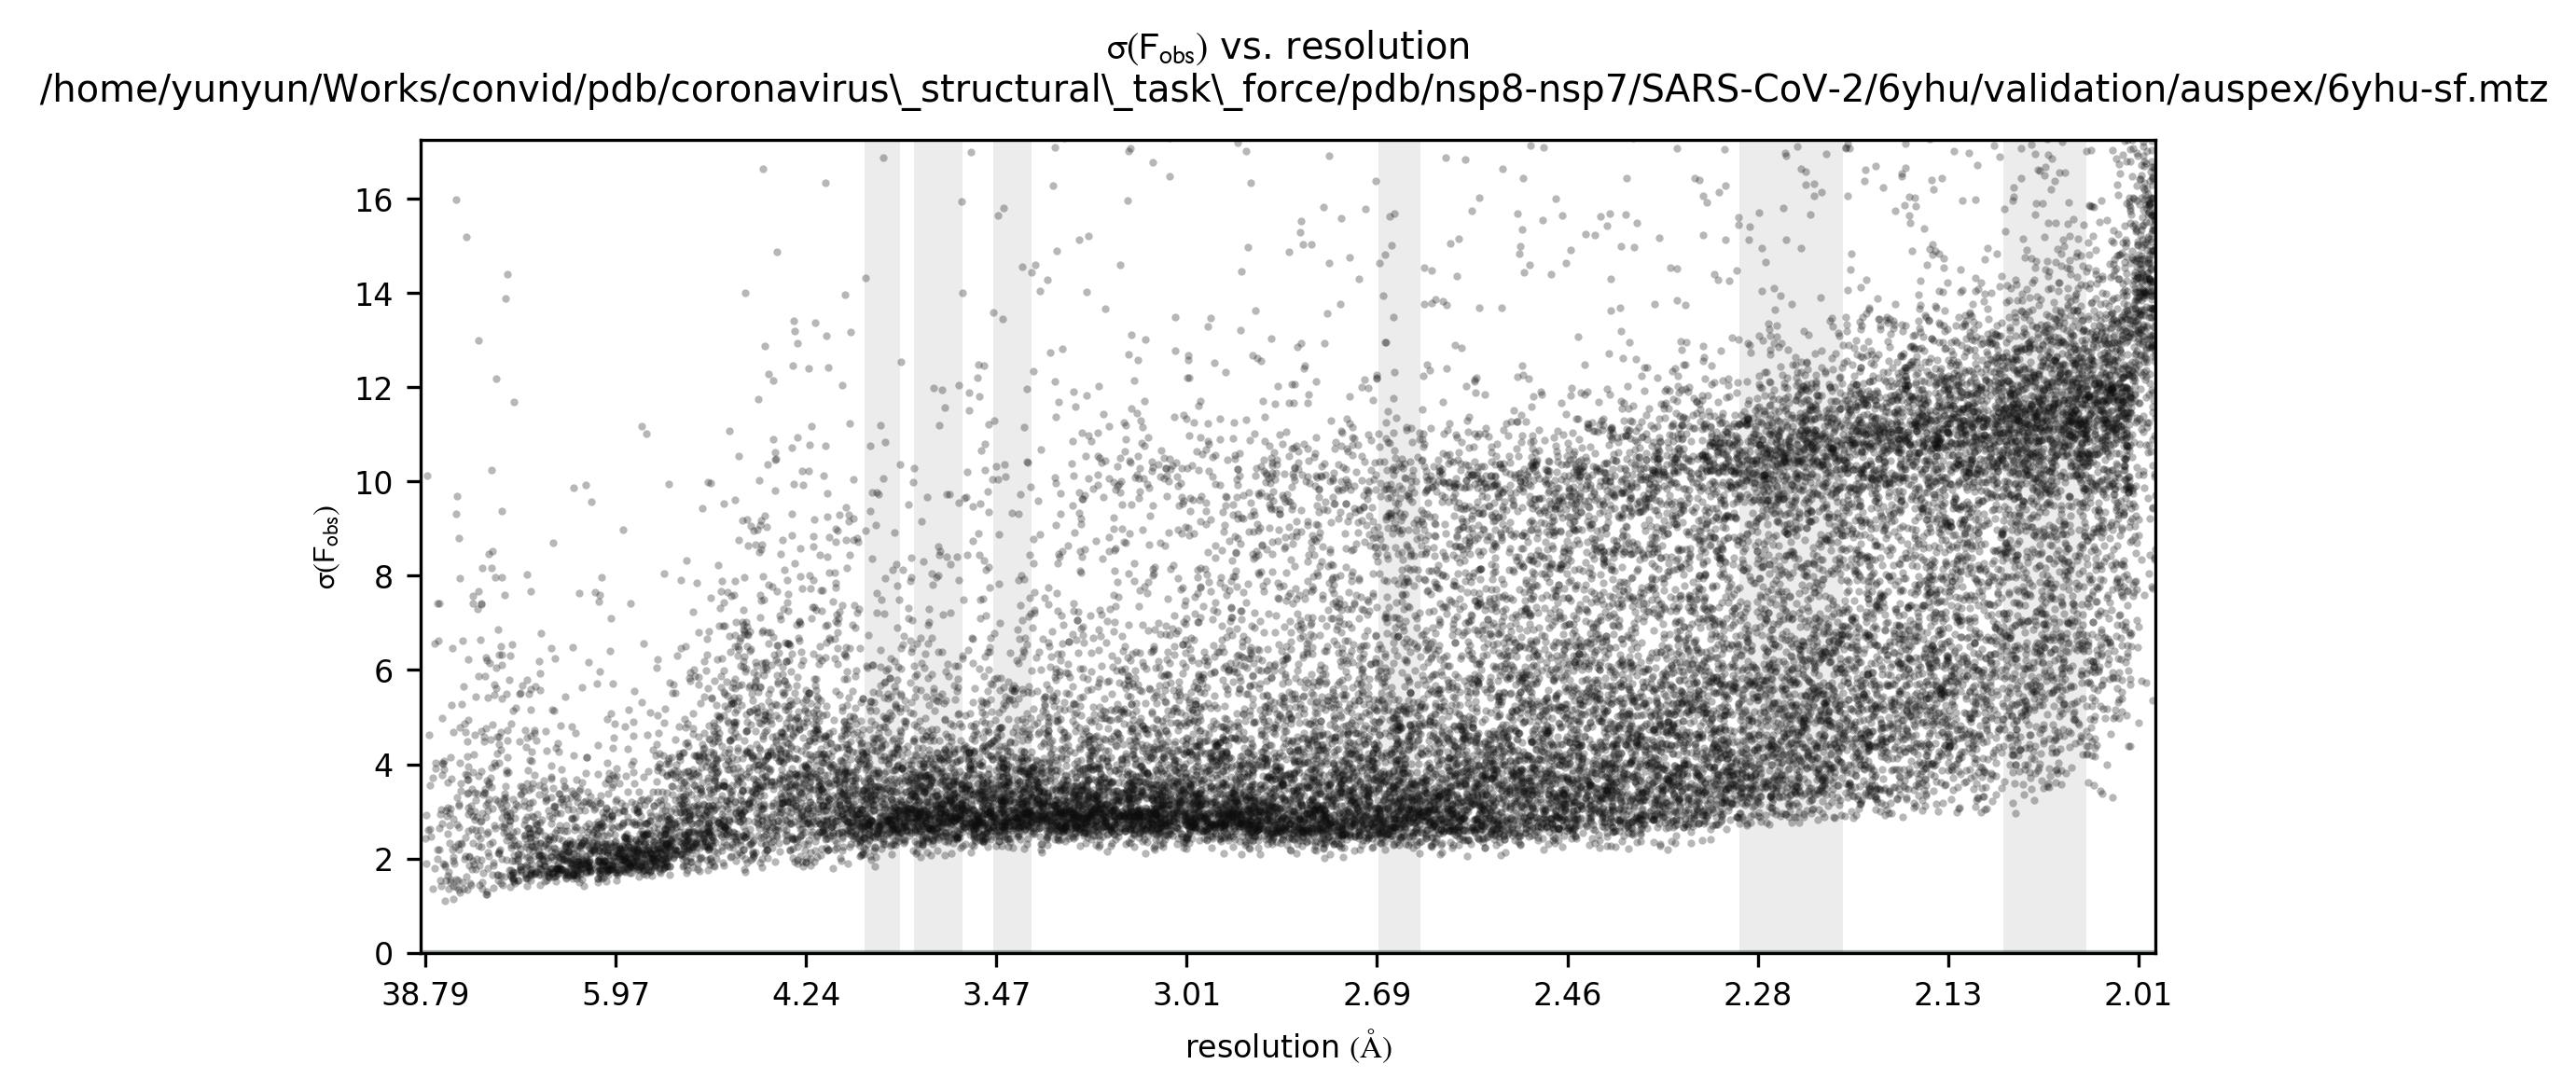 σ(Fobs) vs. resolution
/home/yunyun/Works/convid/pdb/coronavirus\_structural\_task\_force/pdb/nsp8-nsp7/SARS-CoV-2/6yhu/validation/auspex/6yhu-sf.mtz
16
14
12
10
8
6
4
2
0
σ(Fobs)
38.79 5.97 4.24 3.47 3.01 2.69 2.46 2.28 2.13 2.01
resolution (Å)